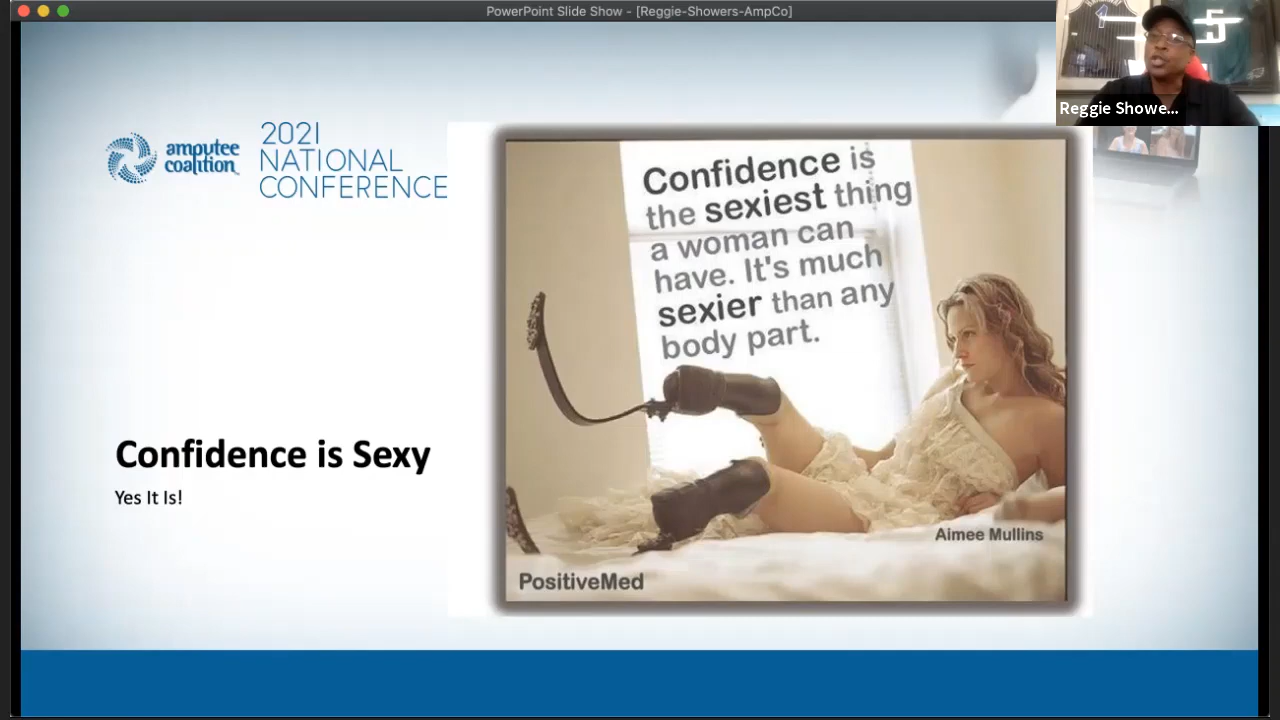 PowerPoint Slide Show - [Reggie-Showers-AmpCo]
5
Reggie Showe...
amputee
coalition
2021
NATIONAL
CONFERENCE
Confidence is
the sexiest thing
a woman can
have. It's much
sexier than any
body part.
Confidence is Sexy
Yes It Is!
Aimee Mullins
PositiveMed